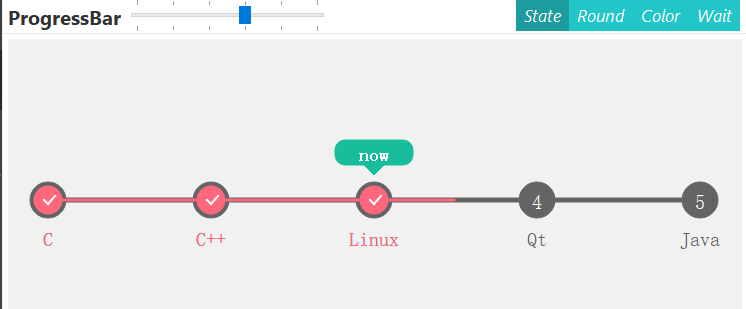 ProgressBar State Round Color Wait
now
4 5
C C++ Linux Qt Java